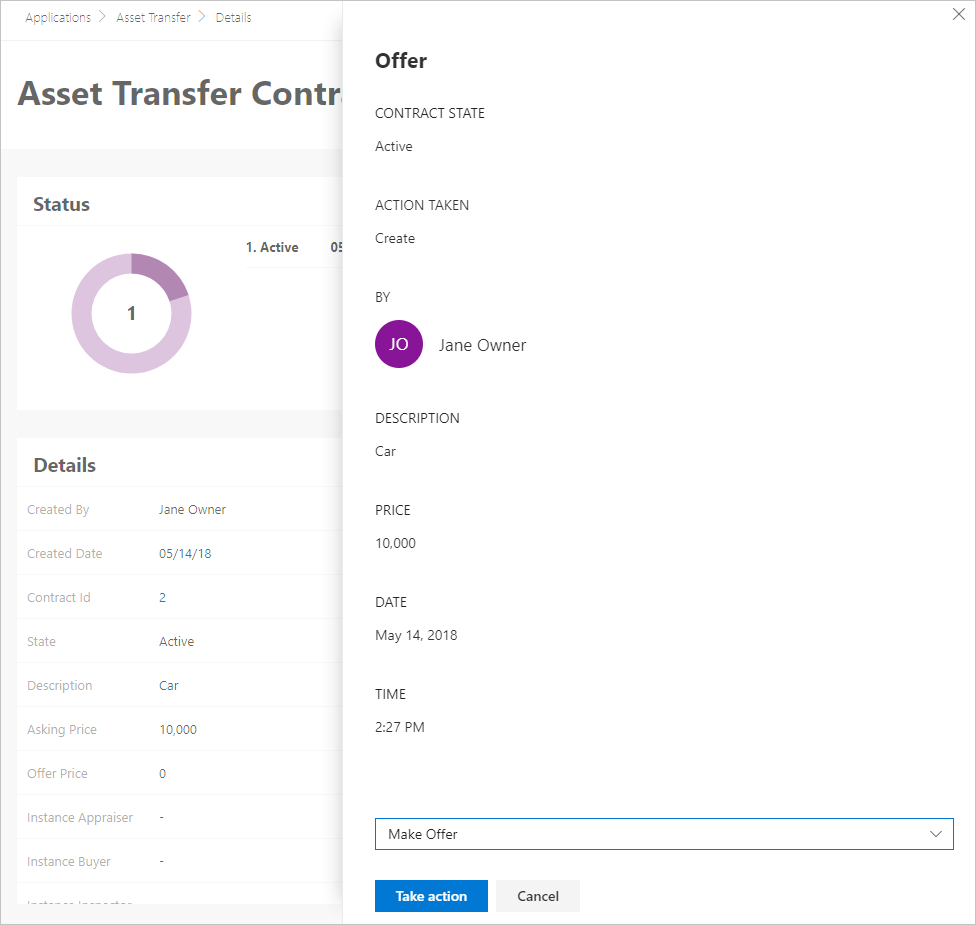 Applications > Asset Transfer > Details
Asset Transfer Contr
Status
1. Active 05
1
Details
Created By Jane Owner
Created Date 05/14/18
Contract Id 2
State Active
Description Car
Asking Price 10,000
Offer Price 0
Instance Appraiser -
Instance Buyer -
Offer
CONTRACT STATE
Active
ACTION TAKEN
Create
BY
JO Jane Owner
DESCRIPTION
Car
PRICE
10,000
DATE
May 14, 2018
TIME
2:27 PM
Make Offer
Take action Cancel